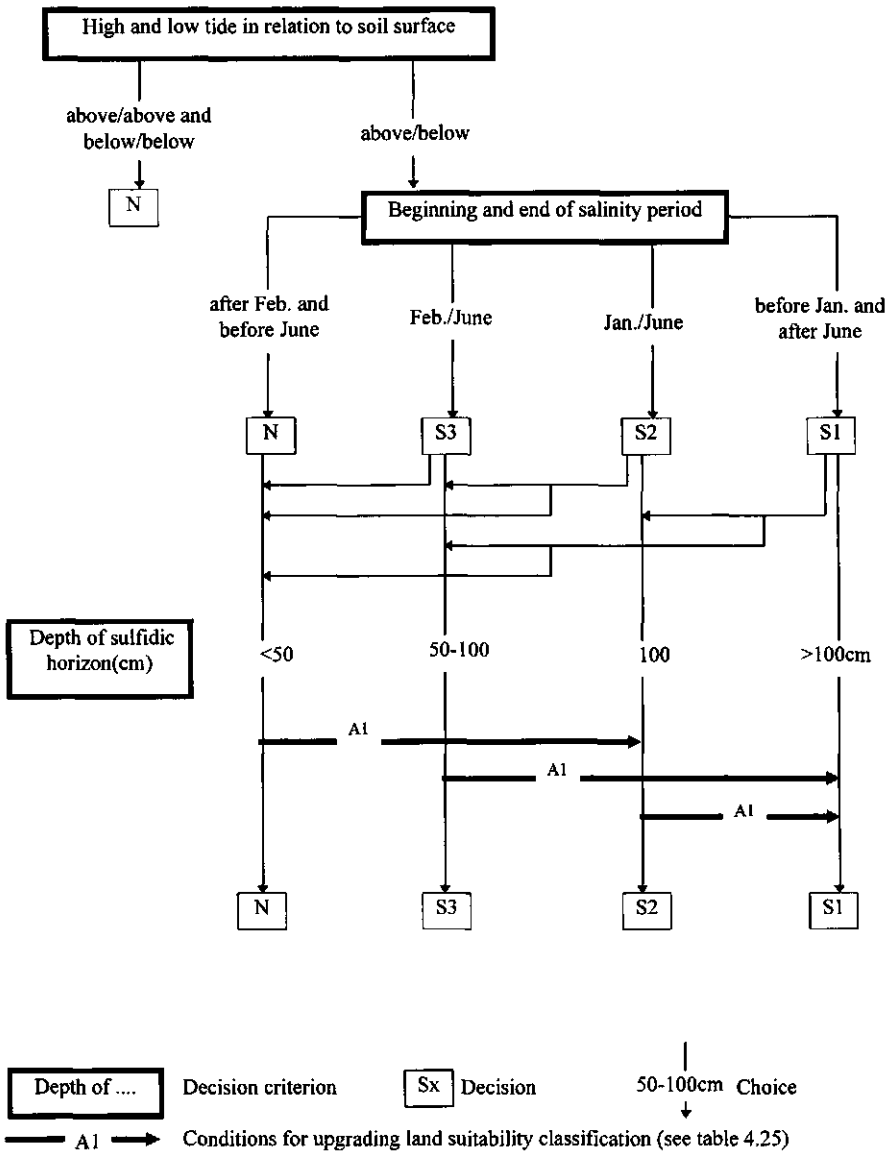 High and low tide in relation to soil surface
above/above and
below/below
above/below
N
Beginning and end of salinity period
after Feb. and
before June
Feb./June
Jan./June
before Jan. and
after June
N
S3
S2
S1
Depth of sulfidic
horizon(cm)
<50
50-100
100
>100cm
A1
A1
A1
N
S3
S2
S1
Depth of ....
Decision criterion
Sx
Decision
50-100cm
Choice
A1
Conditions for upgrading land suitability classification (see table 4.25)